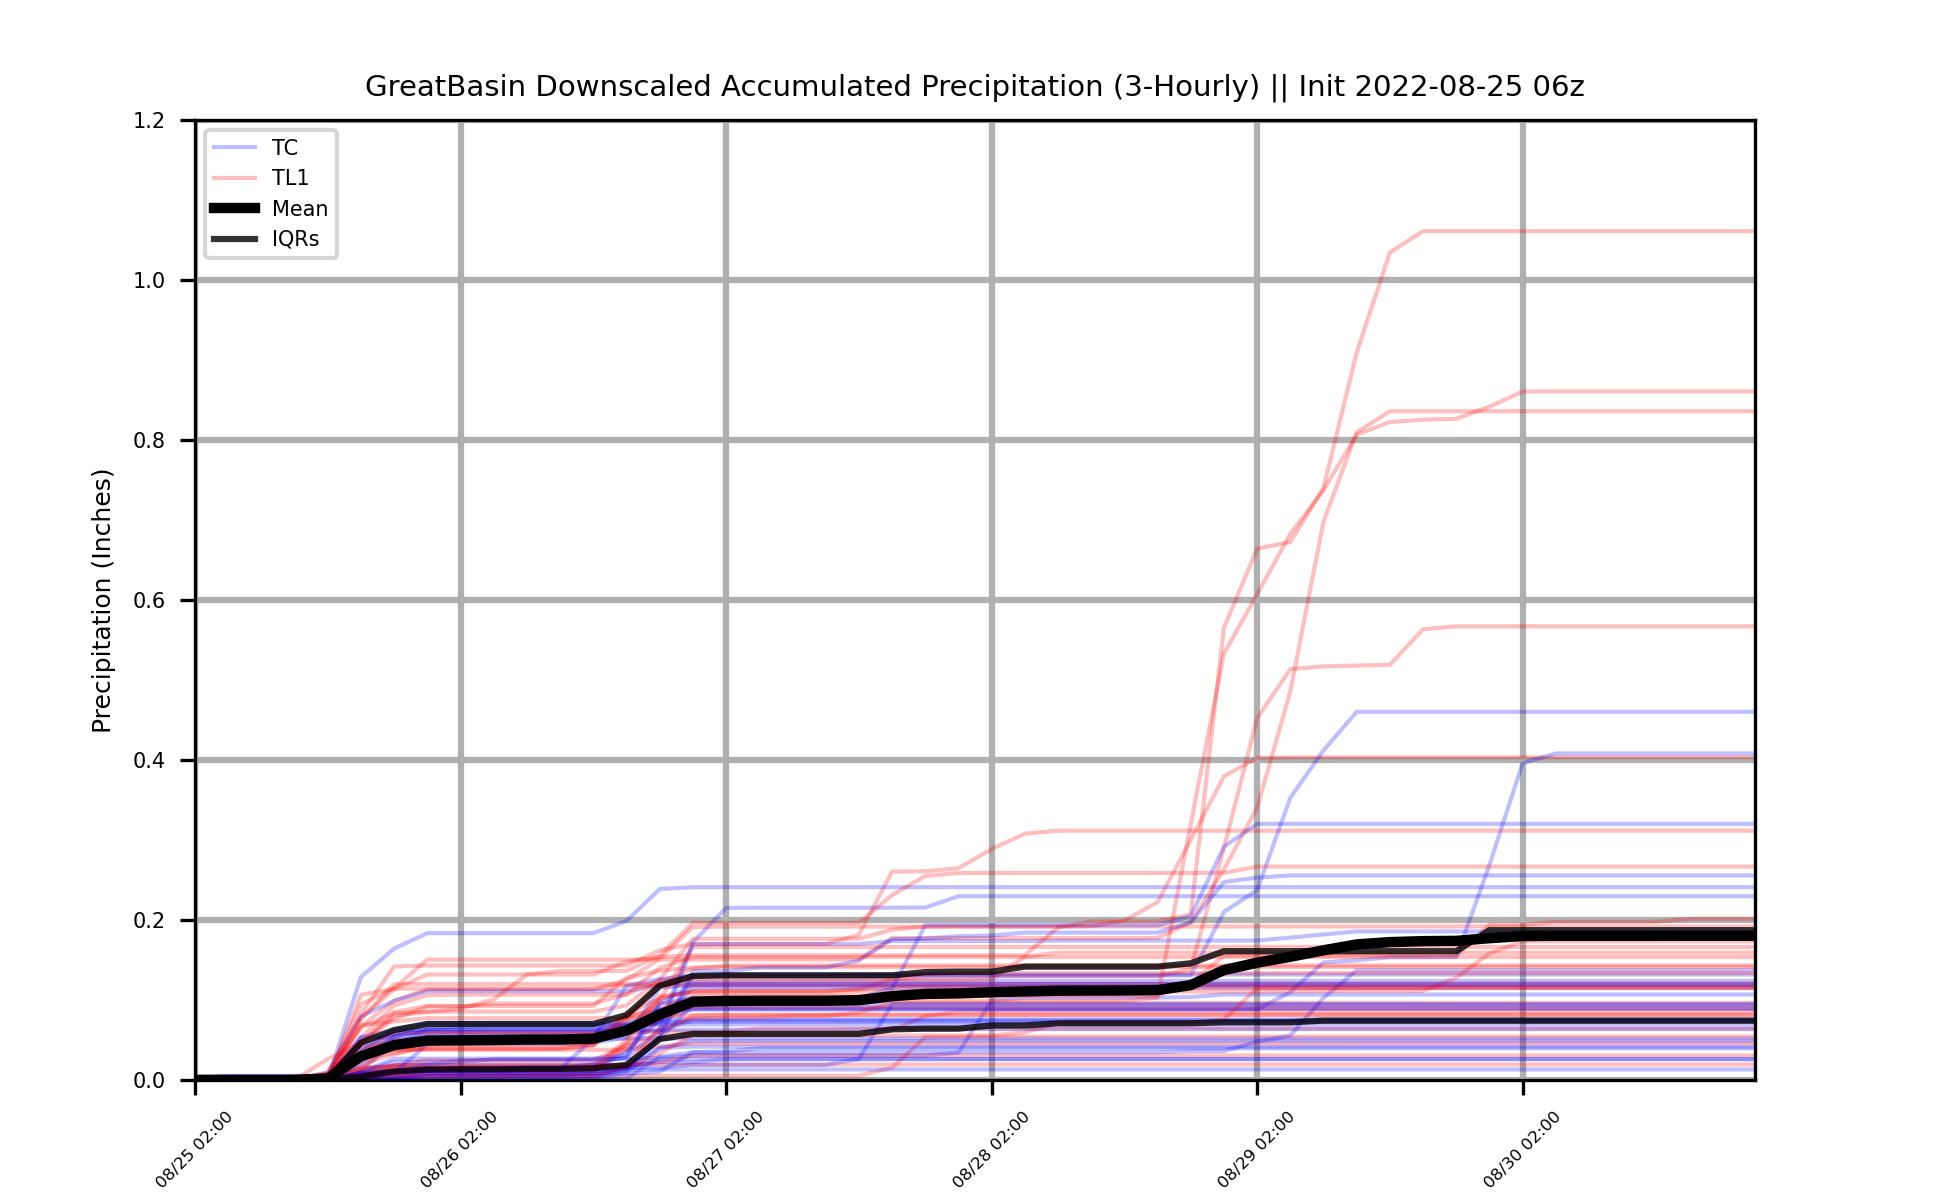 GreatBasin Downscaled Accumulated Precipitation (3-Hourly) || Init 2022-08-25 06z
TC
TL1
Mean
IQRs
Precipitation (Inches)
1.2
1.0
0.8
0.6
0.4
0.2
0.0
08/25 02:00
08/26 02:00
08/27 02:00
08/28 02:00
08/29 02:00
08/30 02:00